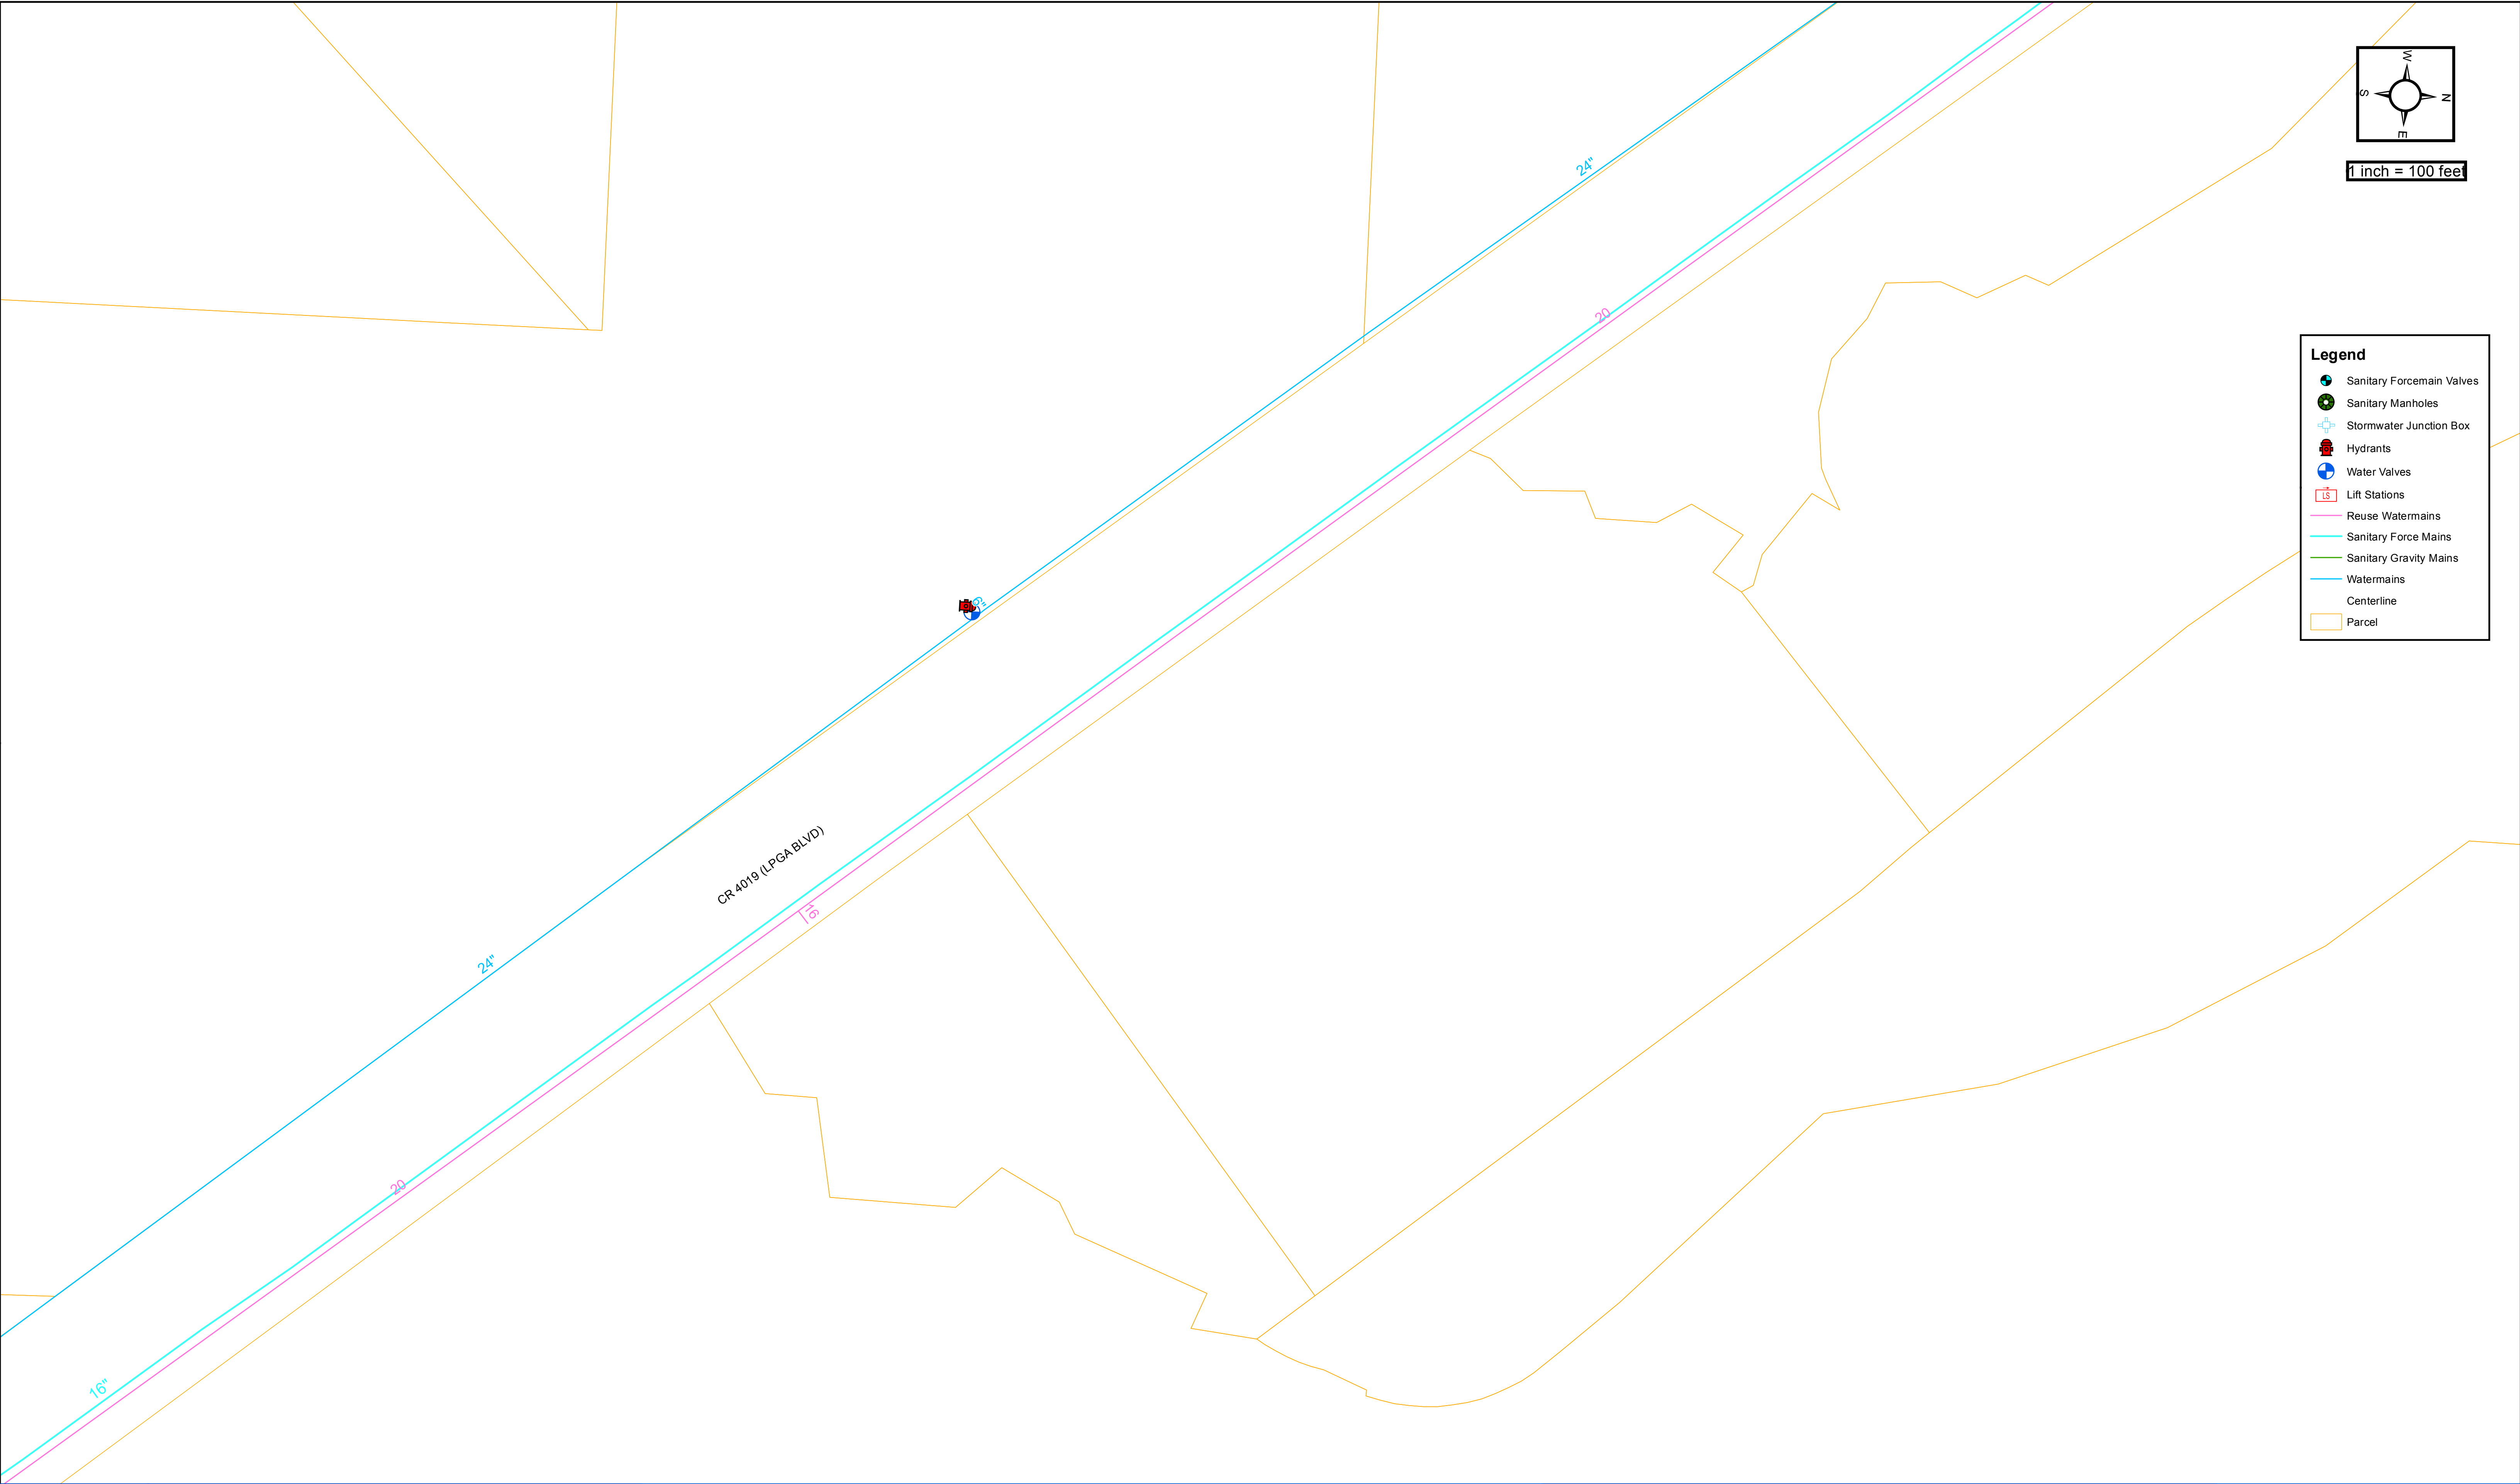 W
S
N
E
1 inch = 100 feet
24"
20
Legend
Sanitary Forcemain Valves
Sanitary Manholes
Stormwater Junction Box
Hydrants
Water Valves
LS
Lift Stations
Reuse Watermains
Sanitary Force Mains
Sanitary Gravity Mains
Watermains
Centerline
Parcel
6"
CR 4019 (LPGA BLVD)
16
24"
20
16"